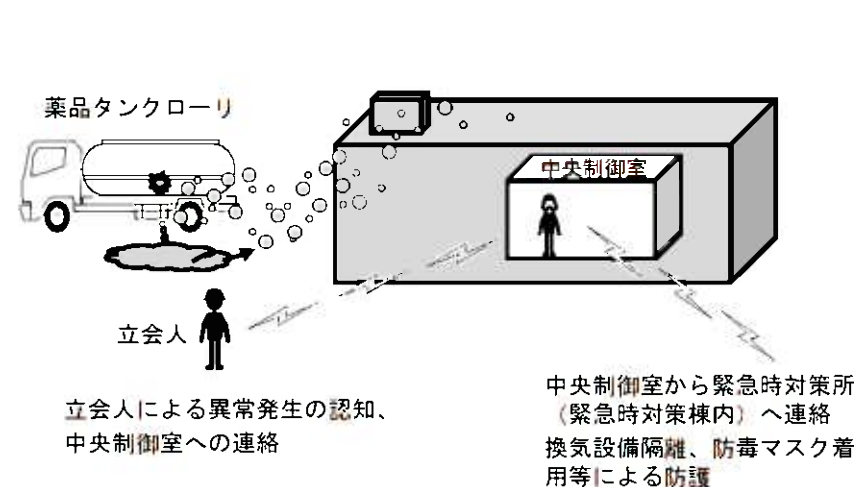 薬品タンクローリ
中央制御室
立会人
立会人による異常発生の認知、
中央制御室への連絡
中央制御室から緊急時対策所
（緊急時対策棟内）へ連絡
換気設備隔離、防毒マスク着
用等による防護